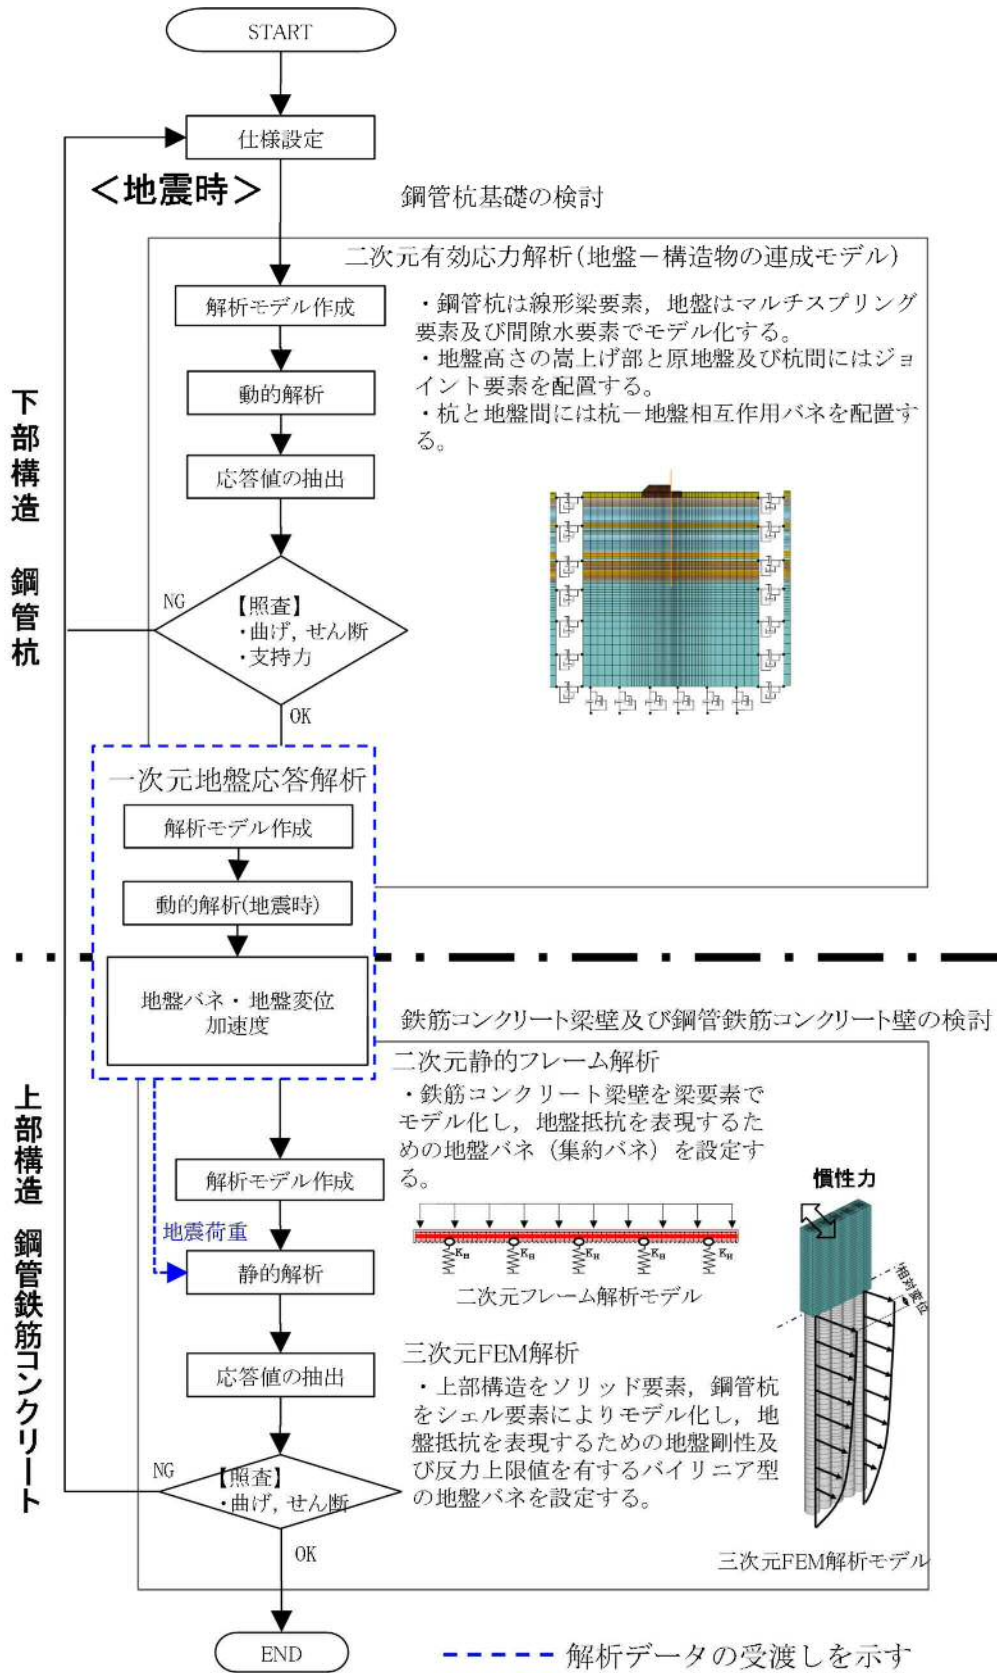 START
仕様設定
＜地震時＞
鋼管杭基礎の検討
二次元有効応力解析(地盤－構造物の連成モデル)
解析モデル作成
・鋼管杭は線形梁要素，地盤はマルチスプリング
要素及び間隙水要素でモデル化する。
・地盤高さの嵩上げ部と原地盤及び杭間にはジョ
イント要素を配置する。
・杭と地盤間には杭－地盤相互作用バネを配置す
る。
動的解析
応答値の抽出
下部構造　鋼管杭
NG
【照査】
・曲げ，せん断
・支持力
OK
一次元地盤応答解析
解析モデル作成
動的解析(地震時)
地盤バネ・地盤変位
加速度
鉄筋コンクリート梁壁及び鋼管鉄筋コンクリート壁の検討
二次元静的フレーム解析
・鉄筋コンクリート梁壁を梁要素で
モデル化し，地盤抵抗を表現するた
めの地盤バネ（集約バネ）を設定す
る。
上部構造　鋼管鉄筋コンクリート
解析モデル作成
地震荷重
静的解析
KH KH KH KH KH
二次元フレーム解析モデル
慣性力
相対変位
応答値の抽出
三次元FEM解析
・上部構造をソリッド要素，鋼管杭
をシェル要素によりモデル化し，地
盤抵抗を表現するための地盤剛性及
び反力上限値を有するバイリニア型
の地盤バネを設定する。
三次元FEM解析モデル
NG
【照査】
・曲げ，せん断
OK
END
解析データの受渡しを示す